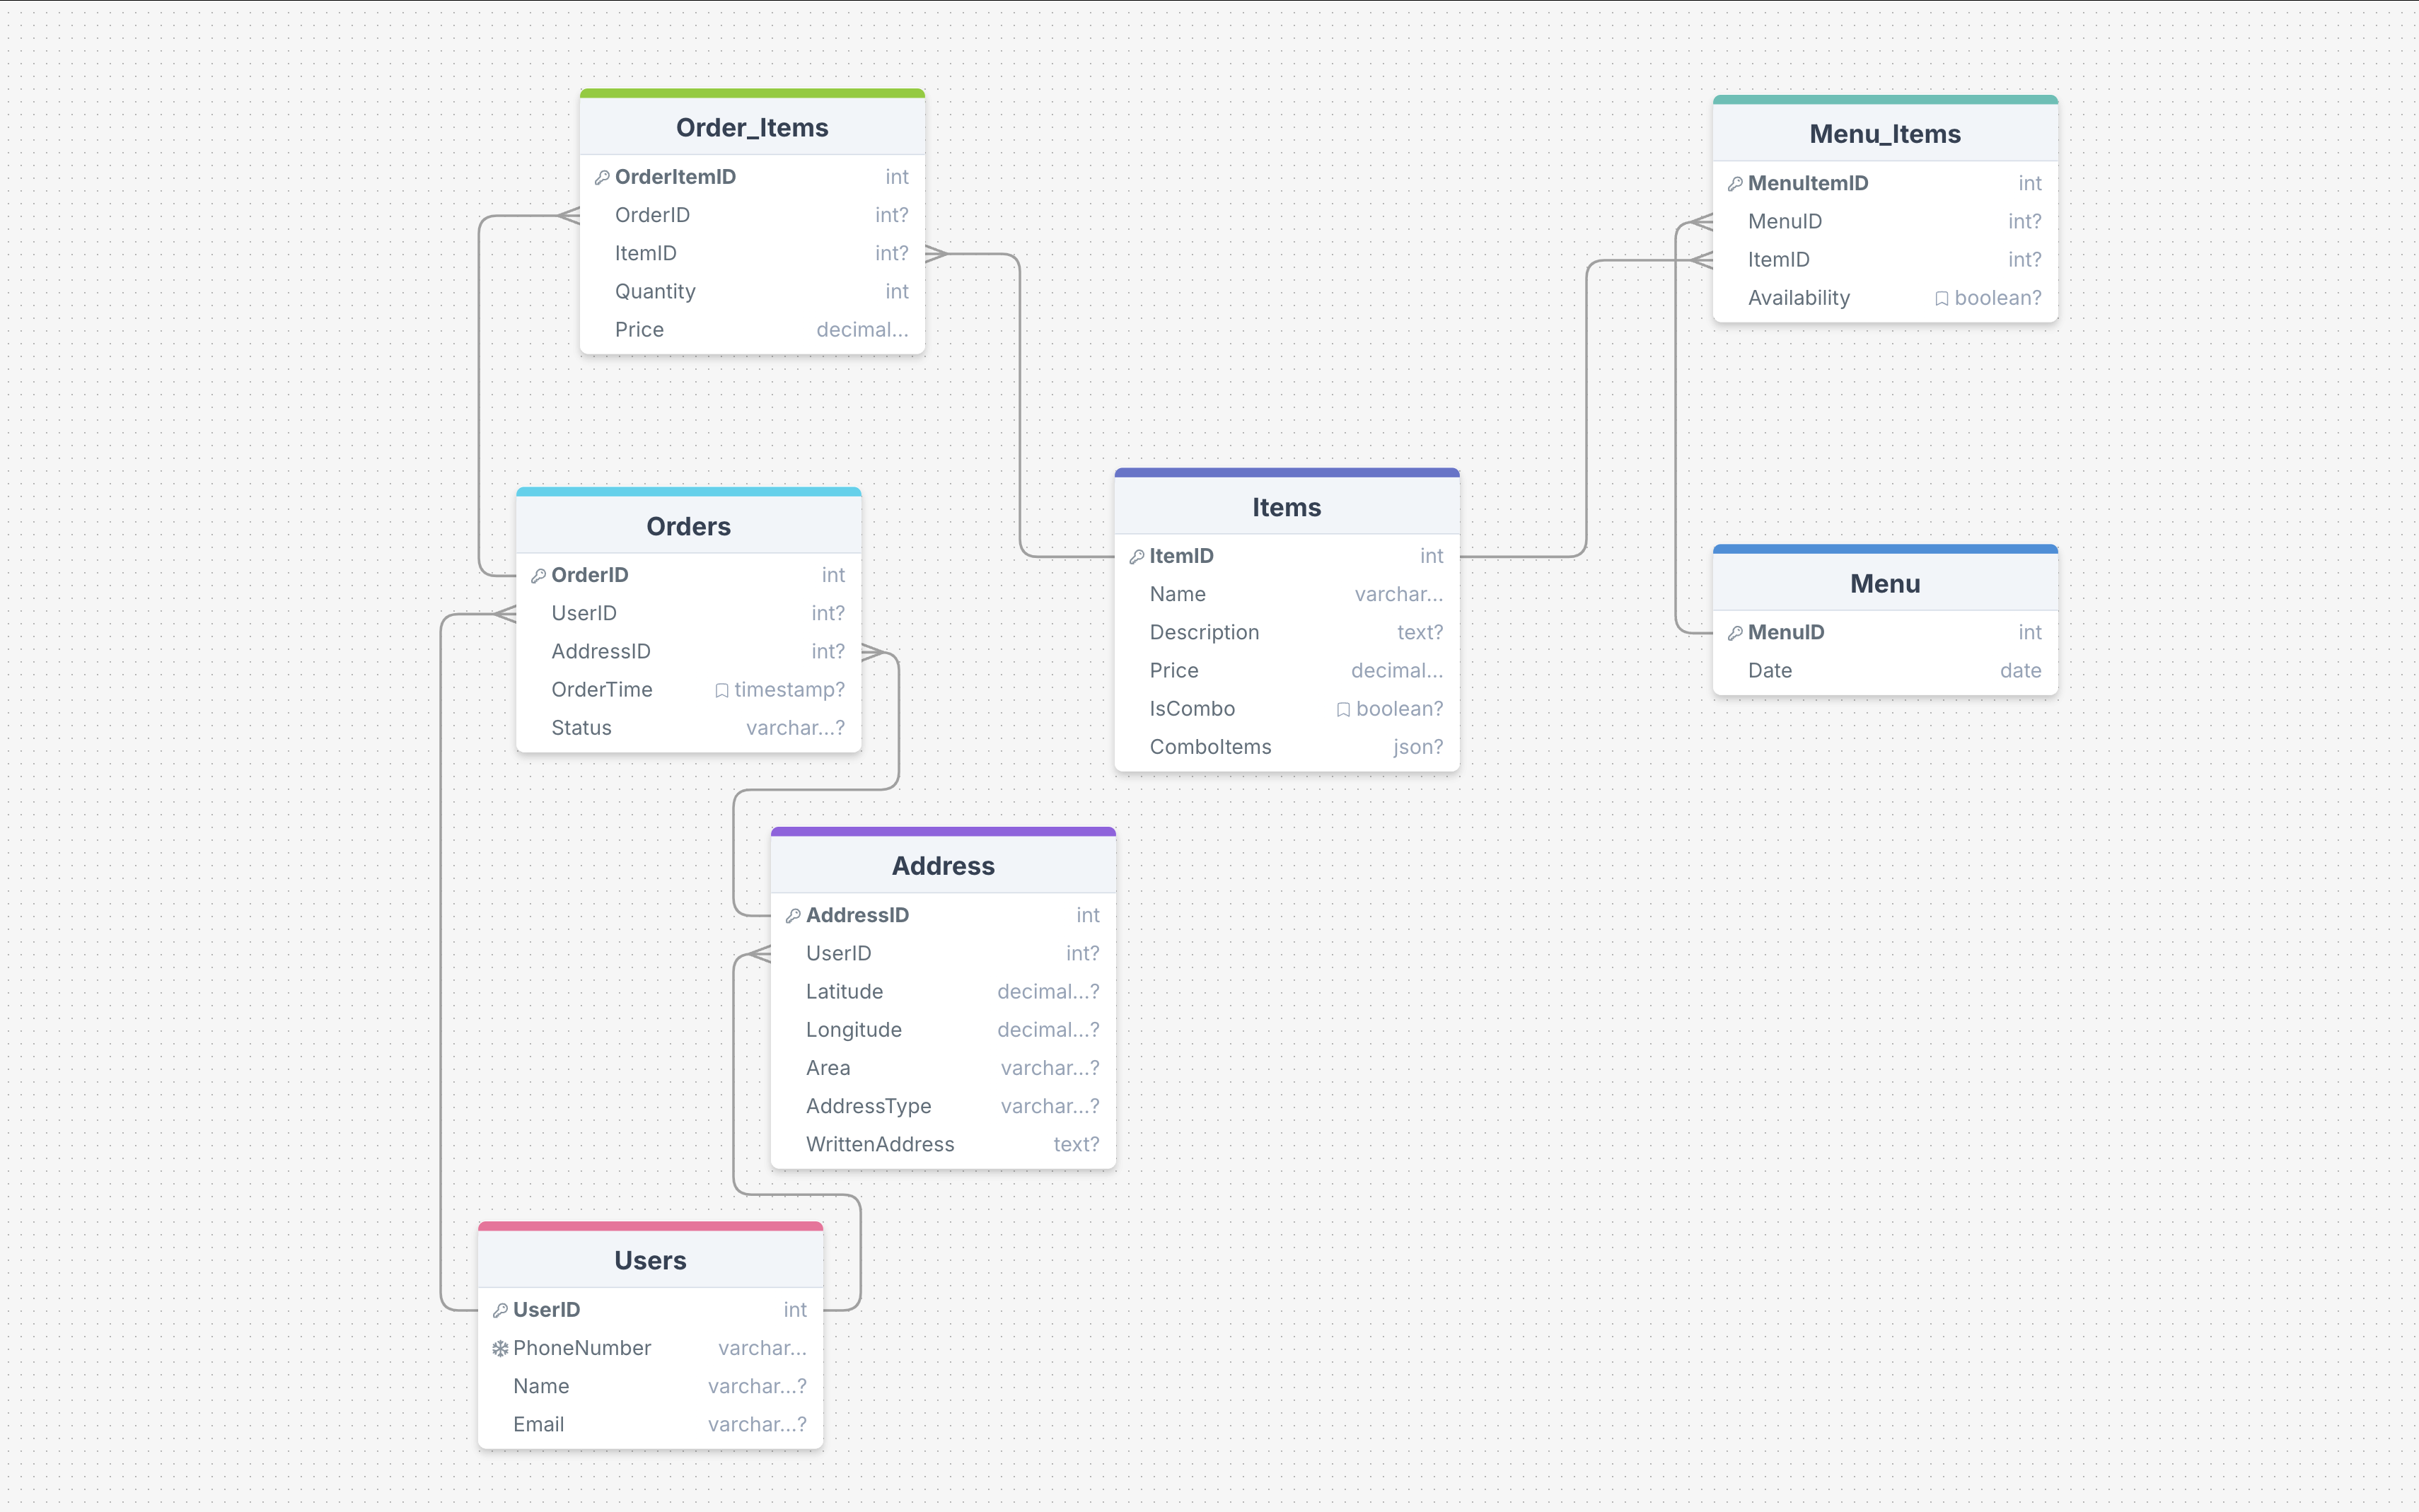 Order_Items
OrderItemID int
OrderID int?
ItemID int?
Quantity int
Price decimal...
Menu_Items
MenuItemID int
MenuID int?
ItemID int?
Availability boolean?
Orders
OrderID int
UserID int?
AddressID int?
OrderTime timestamp?
Status varchar...?
Items
ItemID int
Name varchar...
Description text?
Price decimal...
IsCombo boolean?
ComboItems json?
Menu
MenuID int
Date date
Address
AddressID int
UserID int?
Latitude decimal...?
Longitude decimal...?
Area varchar...?
AddressType varchar...?
WrittenAddress text?
Users
UserID int
PhoneNumber varchar...
Name varchar...?
Email varchar...?